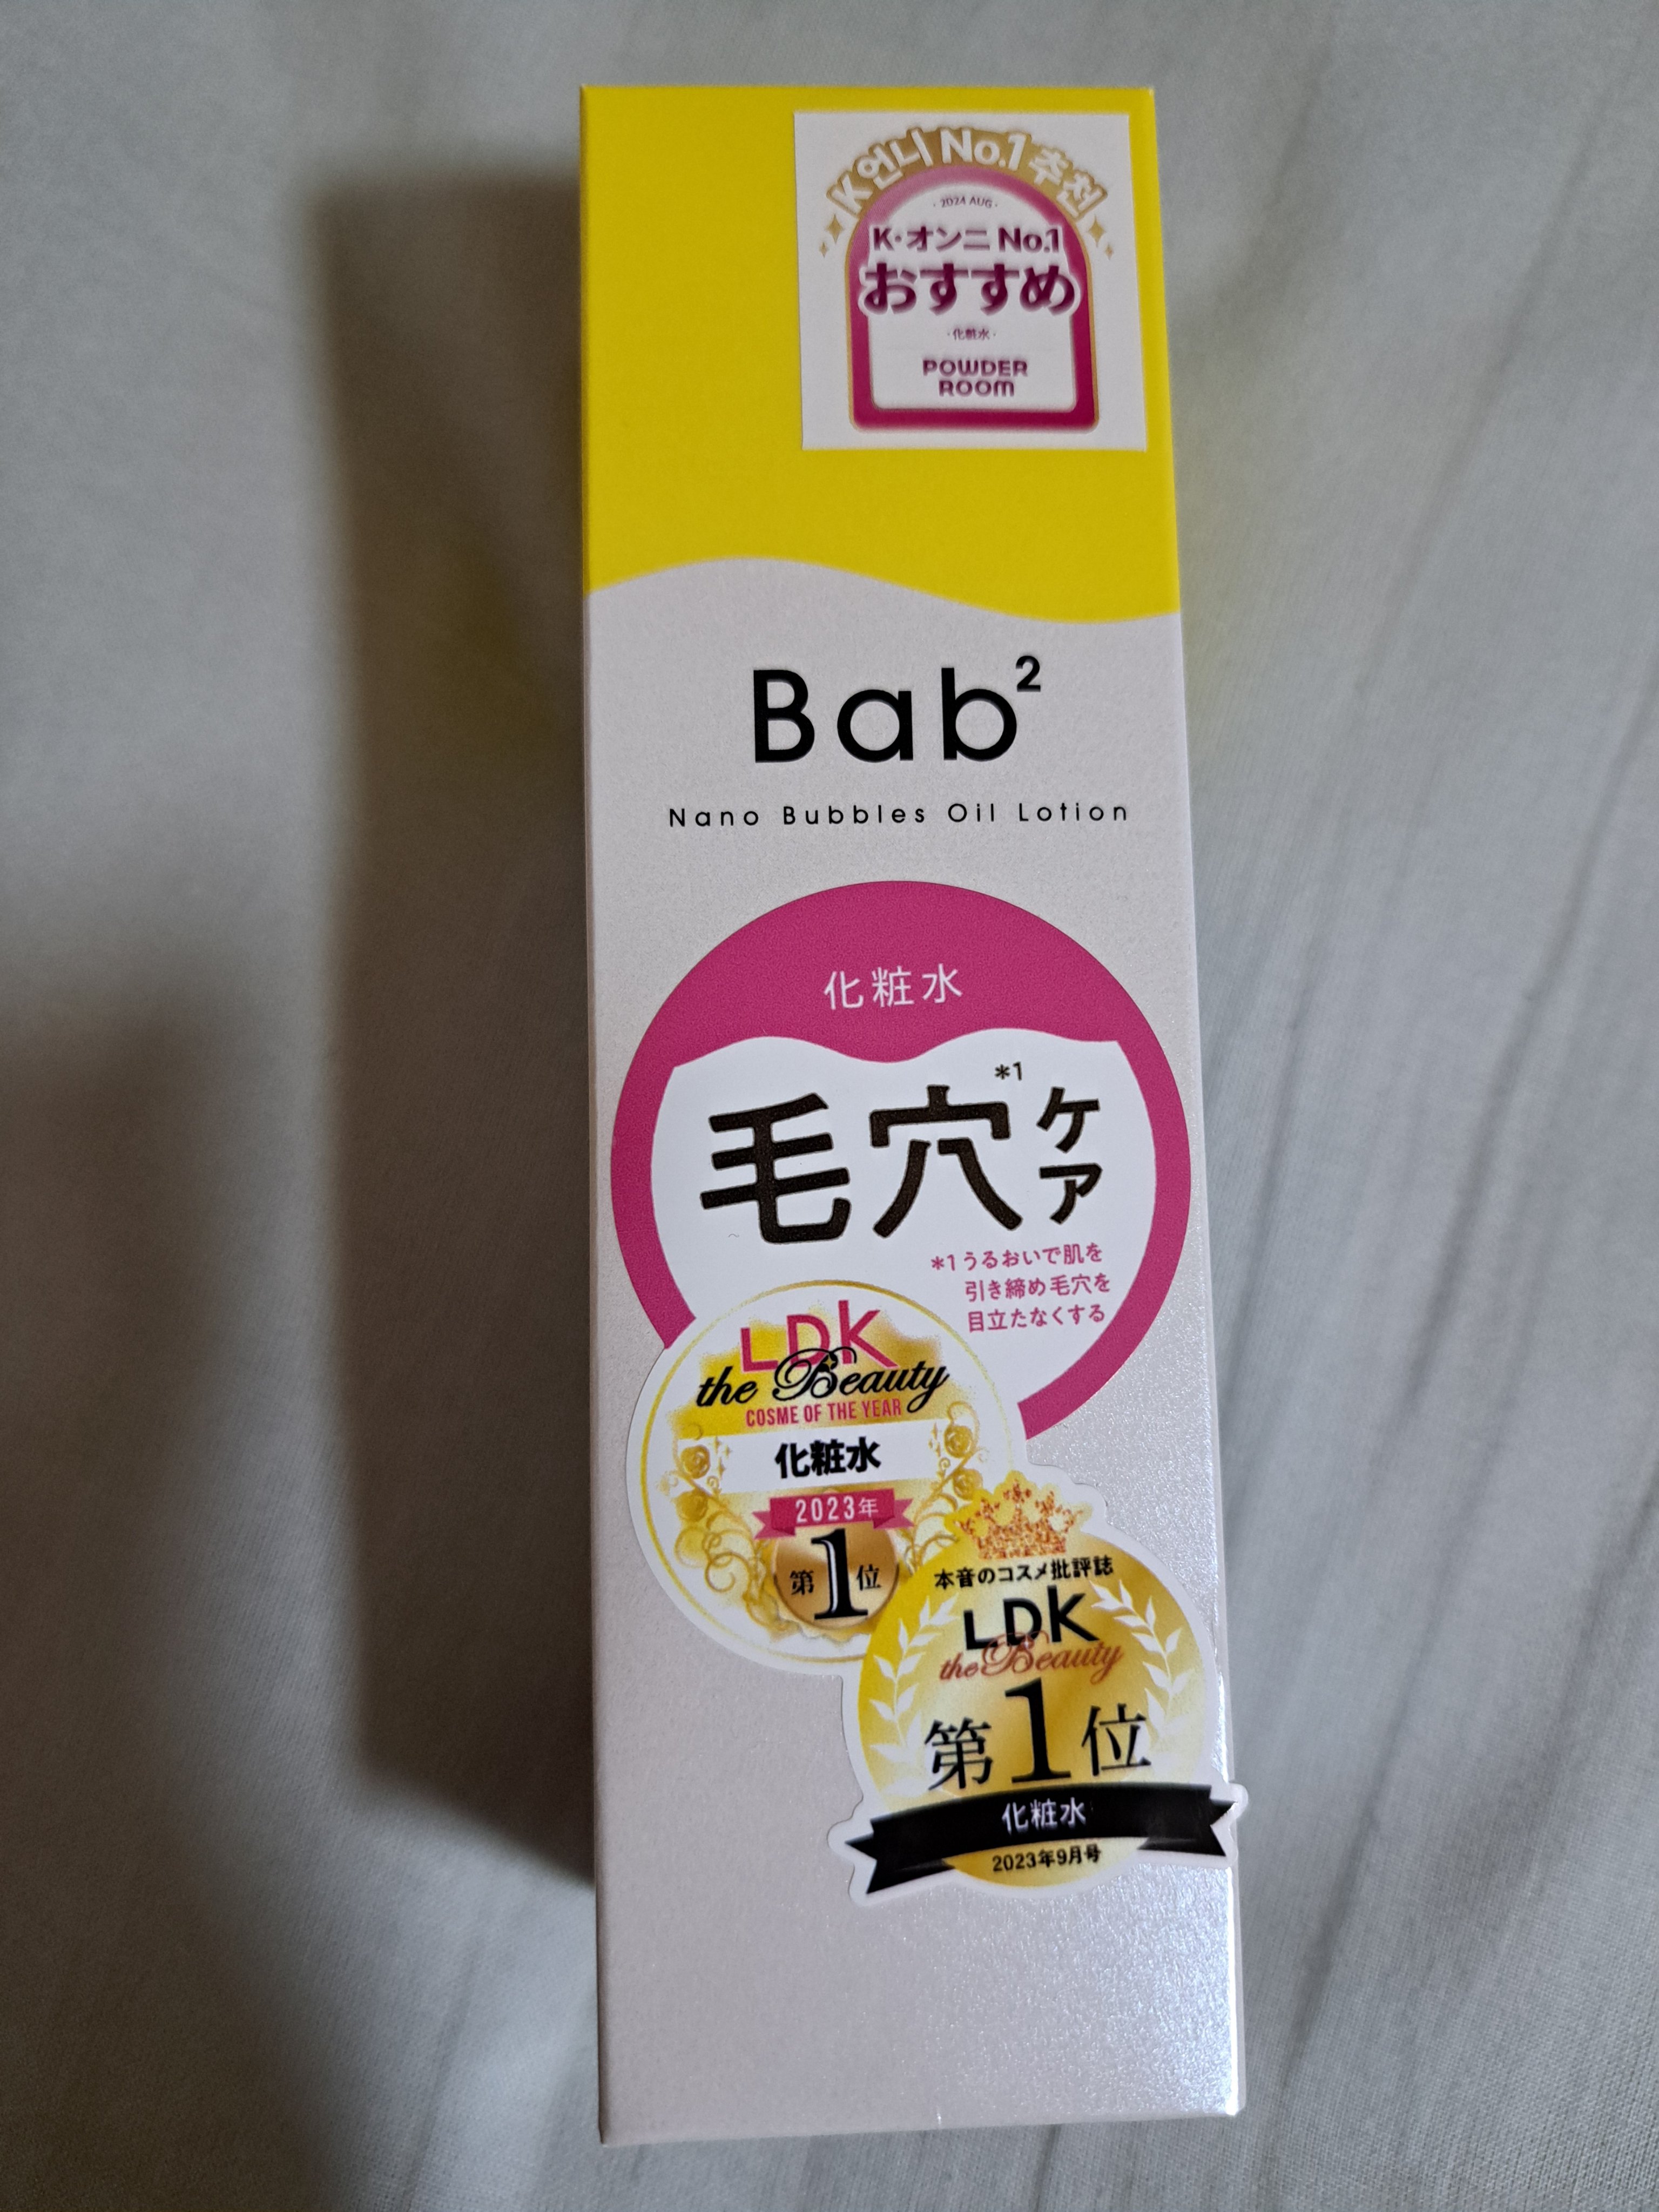 K언니 No.1 추천
· 2024 AUG ·
K・オンニ No.1
おすすめ
· 化粧水 ·
POWDER
ROOM
Bab²
Nano Bubbles Oil Lotion
化粧水
毛穴*1ケア
*1うるおいで肌を
引き締め毛穴を
目立たなくする
LDK
the Beauty
COSME OF THE YEAR
化粧水
2023年
第1位
本音のコスメ批評誌
LDK
the Beauty
第1位
化粧水
2023年9月号